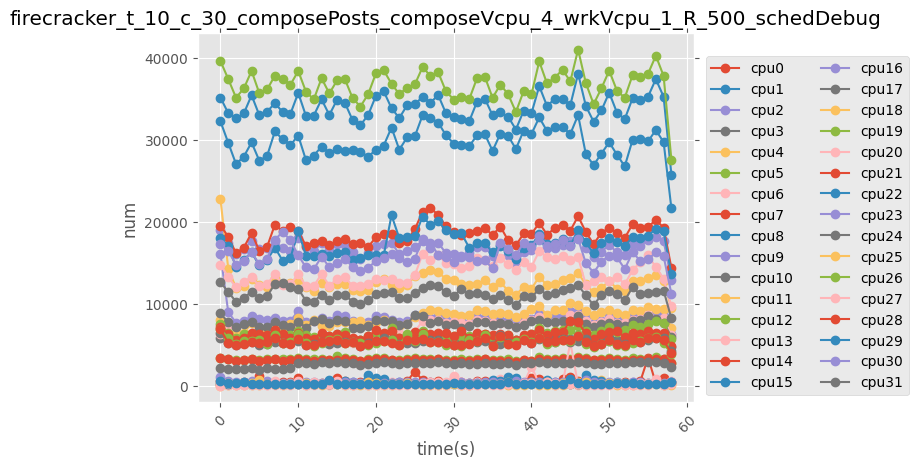 firecracker_t_10_c_30_composePosts_composeVcpu_4_wrkVcpu_1_R_500_schedDebug
40000
30000
20000
10000
0
num
0 10 20 30 40 50 60
time(s)
cpu0 cpu16
cpu1 cpu17
cpu2 cpu18
cpu3 cpu19
cpu4 cpu20
cpu5 cpu21
cpu6 cpu22
cpu7 cpu23
cpu8 cpu24
cpu9 cpu25
cpu10 cpu26
cpu11 cpu27
cpu12 cpu28
cpu13 cpu29
cpu14 cpu30
cpu15 cpu31